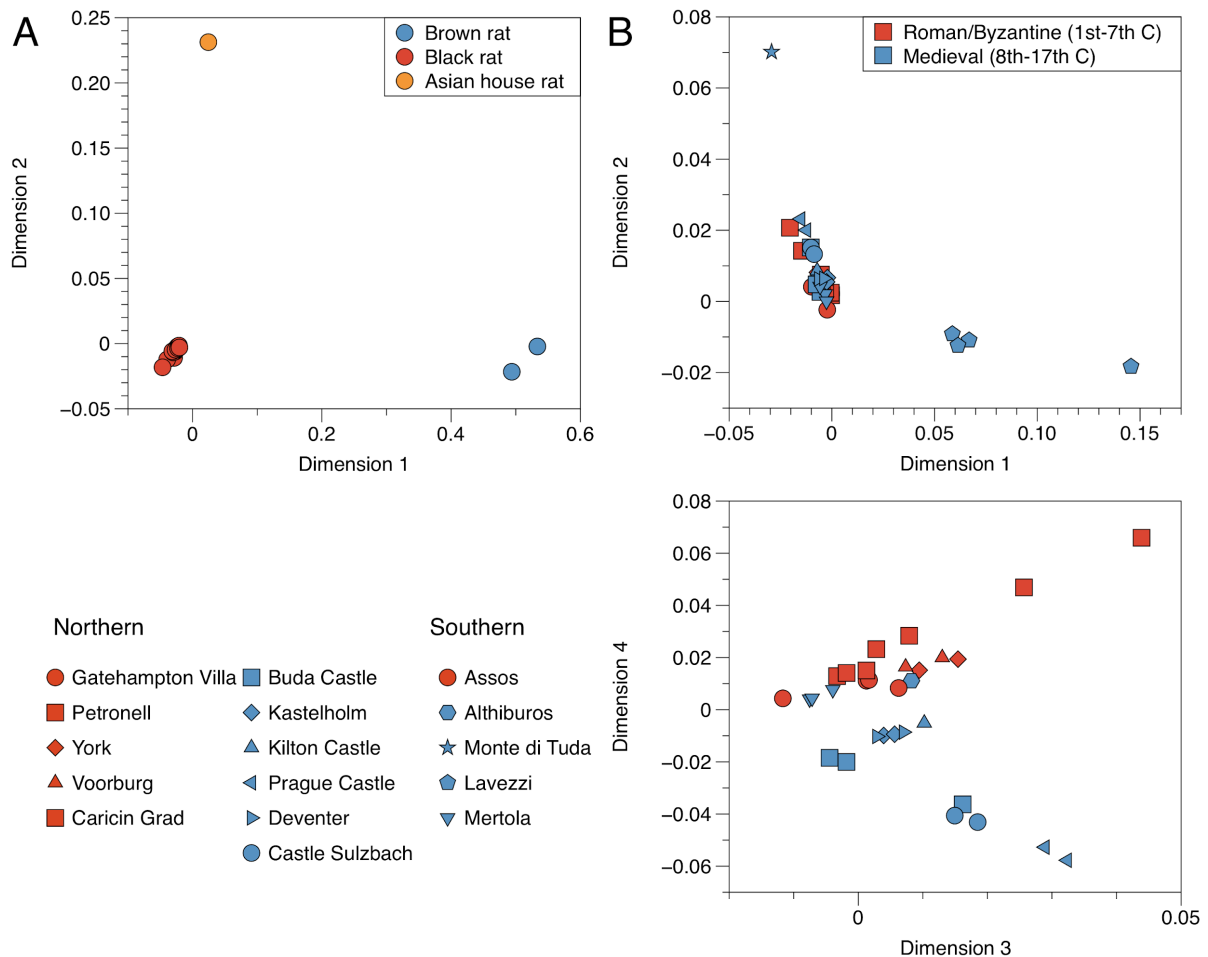 A
0.25
0.20
0.15
0.10
0.05
0
−0.05
Dimension 2
0
0.2
0.4
0.6
Dimension 1
Brown rat
Black rat
Asian house rat
B
0.08
0.06
0.04
0.02
0
−0.02
Dimension 2
−0.05
0
0.05
0.10
0.15
Dimension 1
Roman/Byzantine (1st-7th C)
Medieval (8th-17th C)
0.08
0.06
0.04
0.02
0
−0.02
−0.04
−0.06
Dimension 4
0
0.05
Dimension 3
Northern
Gatehampton Villa
Petronell
York
Voorburg
Caricin Grad
Buda Castle
Kastelholm
Kilton Castle
Prague Castle
Deventer
Castle Sulzbach
Southern
Assos
Althiburos
Monte di Tuda
Lavezzi
Mertola